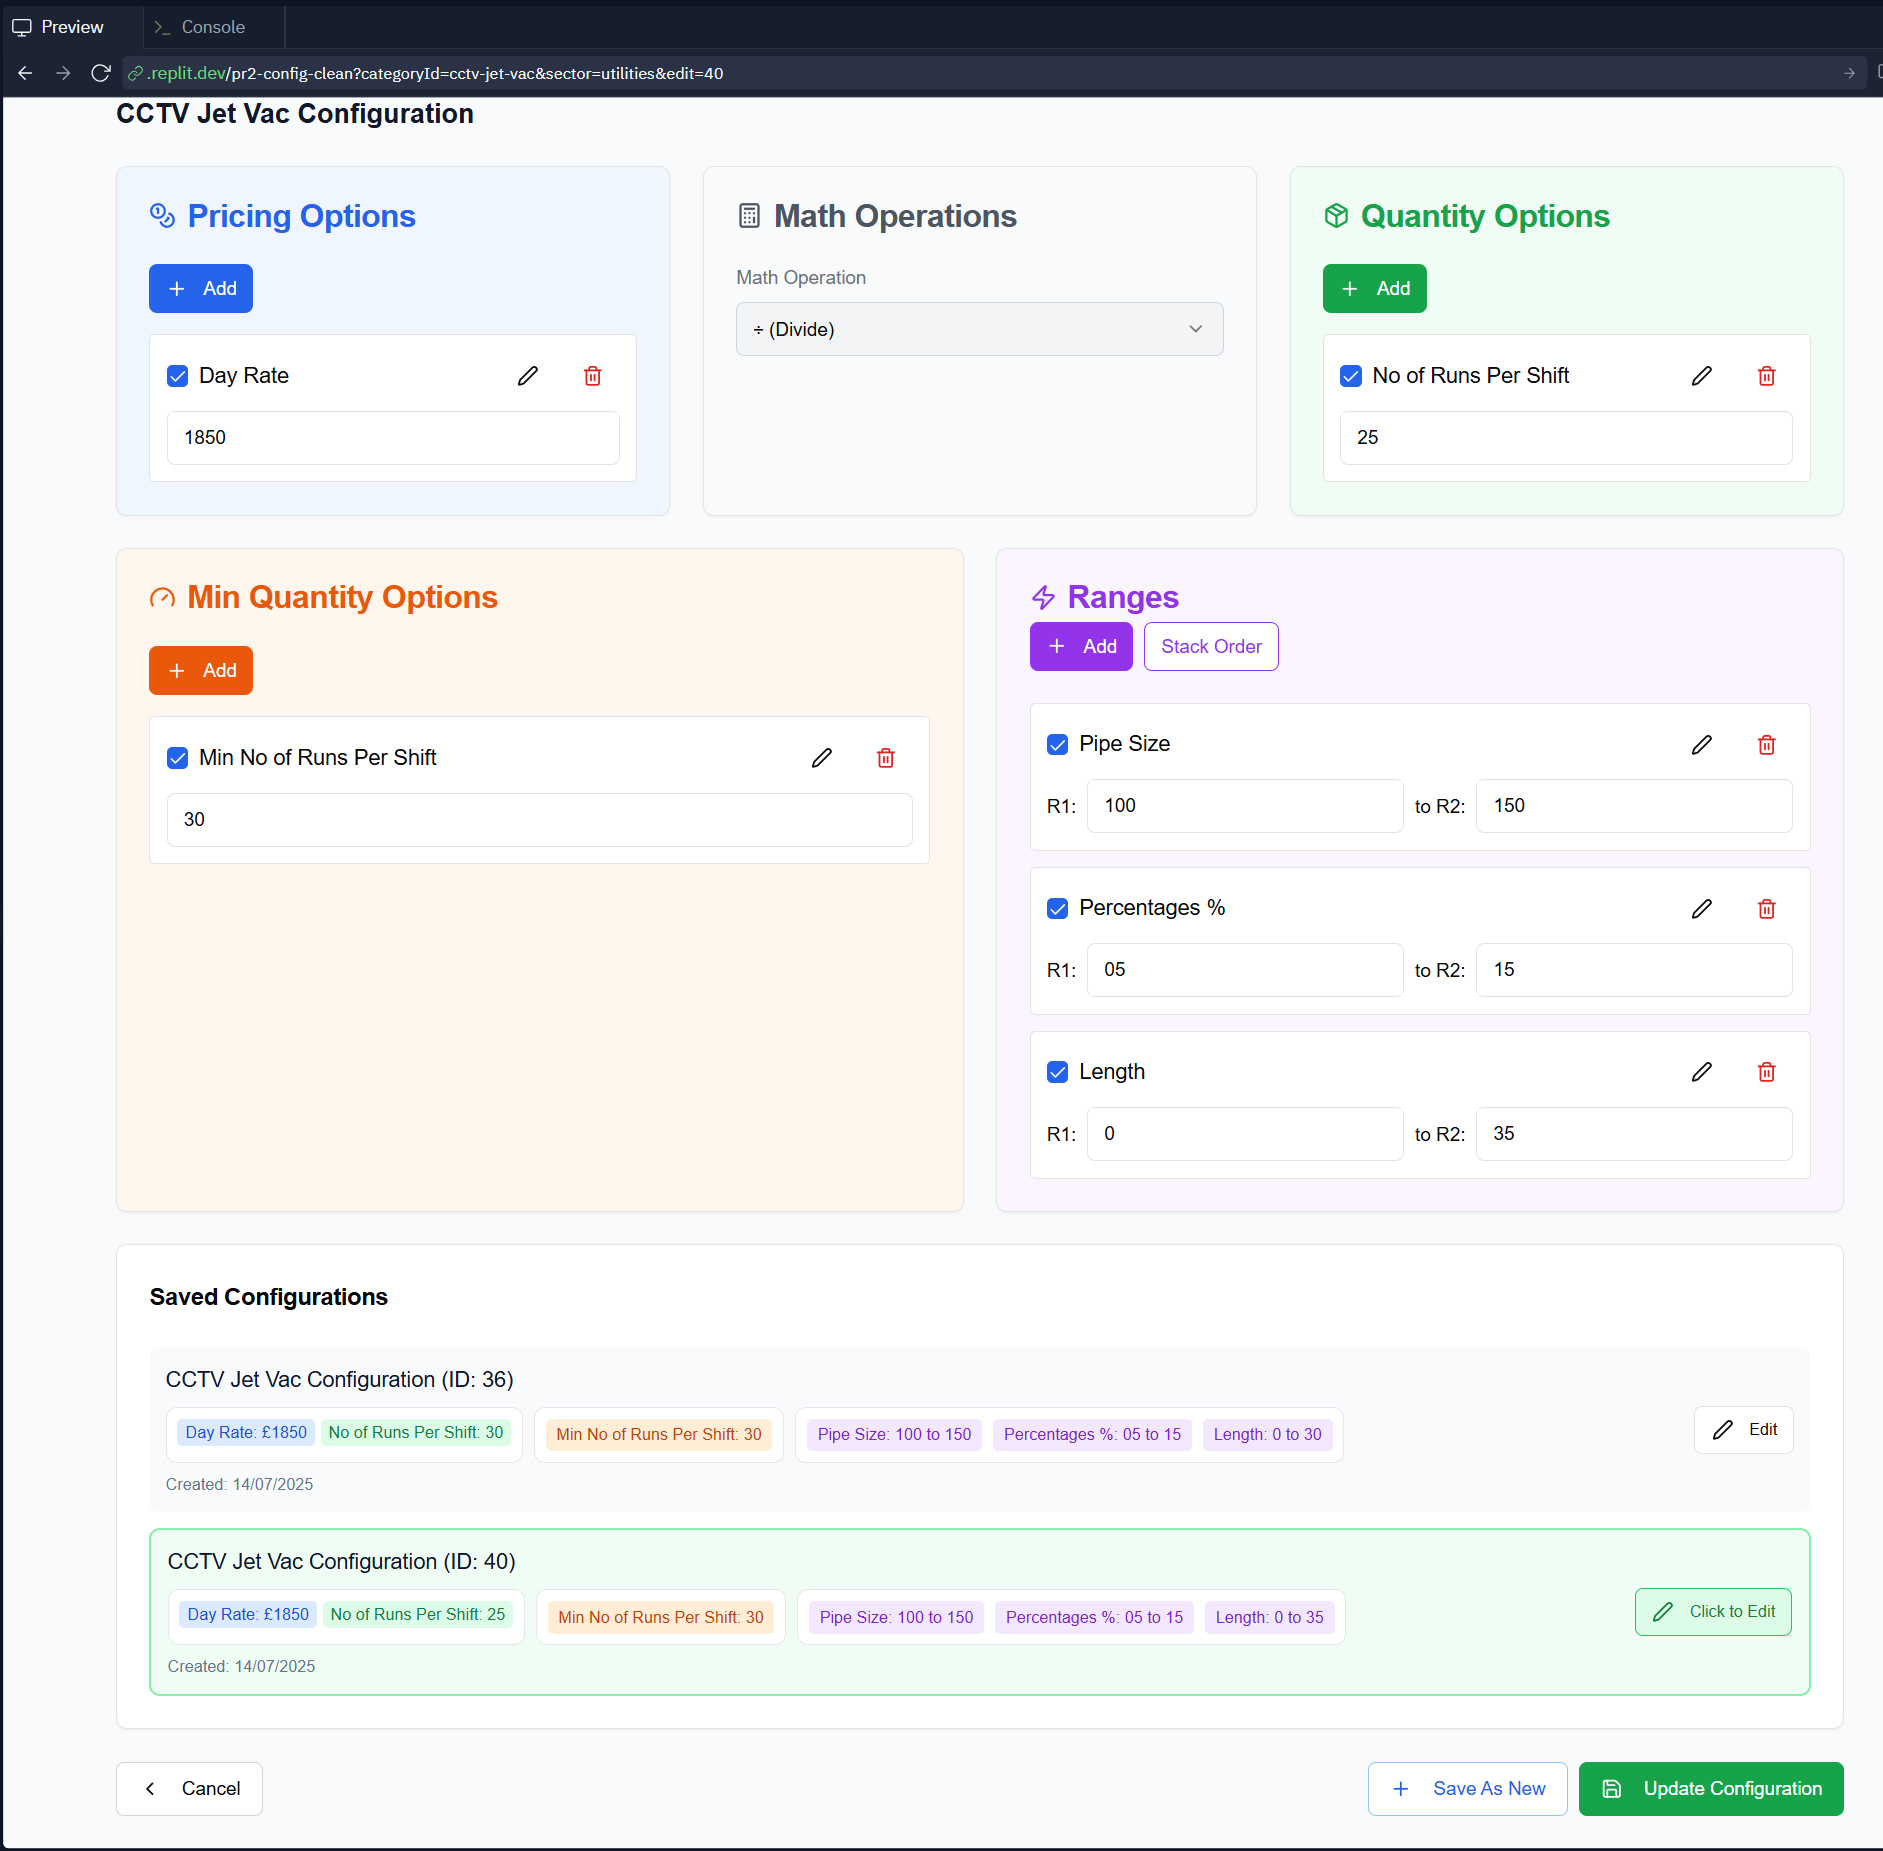 Preview
Console
.replit.dev/pr2-config-clean?categoryId=cctv-jet-vac&sector=utilities&edit=40
CCTV Jet Vac Configuration
Pricing Options
+ Add
Day Rate
1850
Math Operations
Math Operation
÷ (Divide)
Quantity Options
+ Add
No of Runs Per Shift
25
Min Quantity Options
+ Add
Min No of Runs Per Shift
30
Ranges
+ Add Stack Order
Pipe Size
R1: 100 to R2: 150
Percentages %
R1: 05 to R2: 15
Length
R1: 0 to R2: 35
Saved Configurations
CCTV Jet Vac Configuration (ID: 36)
Day Rate: £1850 No of Runs Per Shift: 30 Min No of Runs Per Shift: 30 Pipe Size: 100 to 150 Percentages %: 05 to 15 Length: 0 to 30
Edit
Created: 14/07/2025
CCTV Jet Vac Configuration (ID: 40)
Day Rate: £1850 No of Runs Per Shift: 25 Min No of Runs Per Shift: 30 Pipe Size: 100 to 150 Percentages %: 05 to 15 Length: 0 to 35
Click to Edit
Created: 14/07/2025
Cancel
+ Save As New
Update Configuration